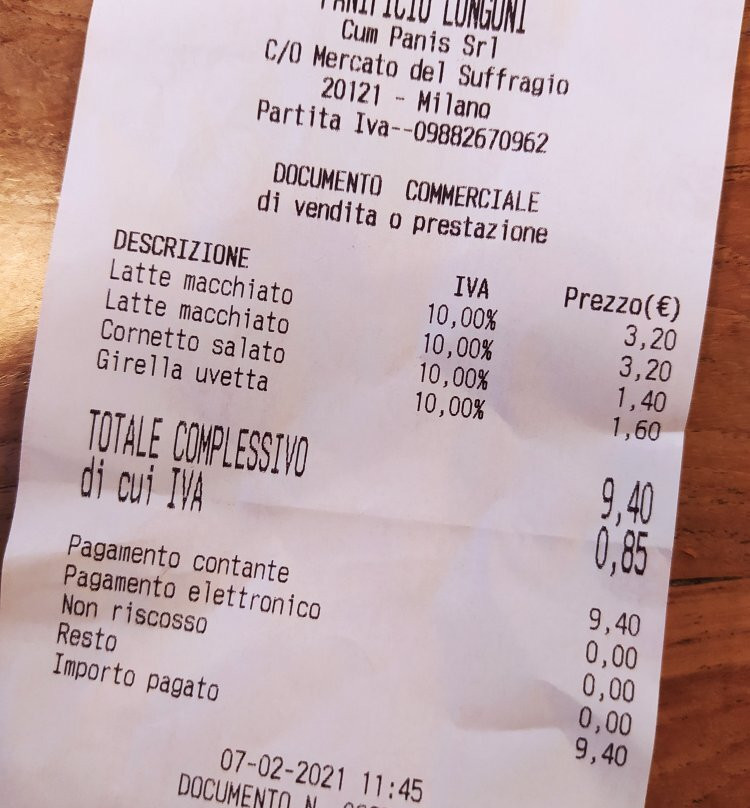 PANIFICIO LONGONI
Cum Panis Srl
C/O Mercato del Suffragio
20121 - Milano
Partita Iva--09882670962
DOCUMENTO COMMERCIALE
di vendita o prestazione
DESCRIZIONE IVA Prezzo(€)
Latte macchiato 10,00% 3,20
Latte macchiato 10,00% 3,20
Cornetto salato 10,00% 1,40
Girella uvetta 10,00% 1,60
TOTALE COMPLESSIVO 9,40
di cui IVA 0,85
Pagamento contante 9,40
Pagamento elettronico 0,00
Non riscosso 0,00
Resto 0,00
Importo pagato 9,40
07-02-2021 11:45
DOCUMENTO N.